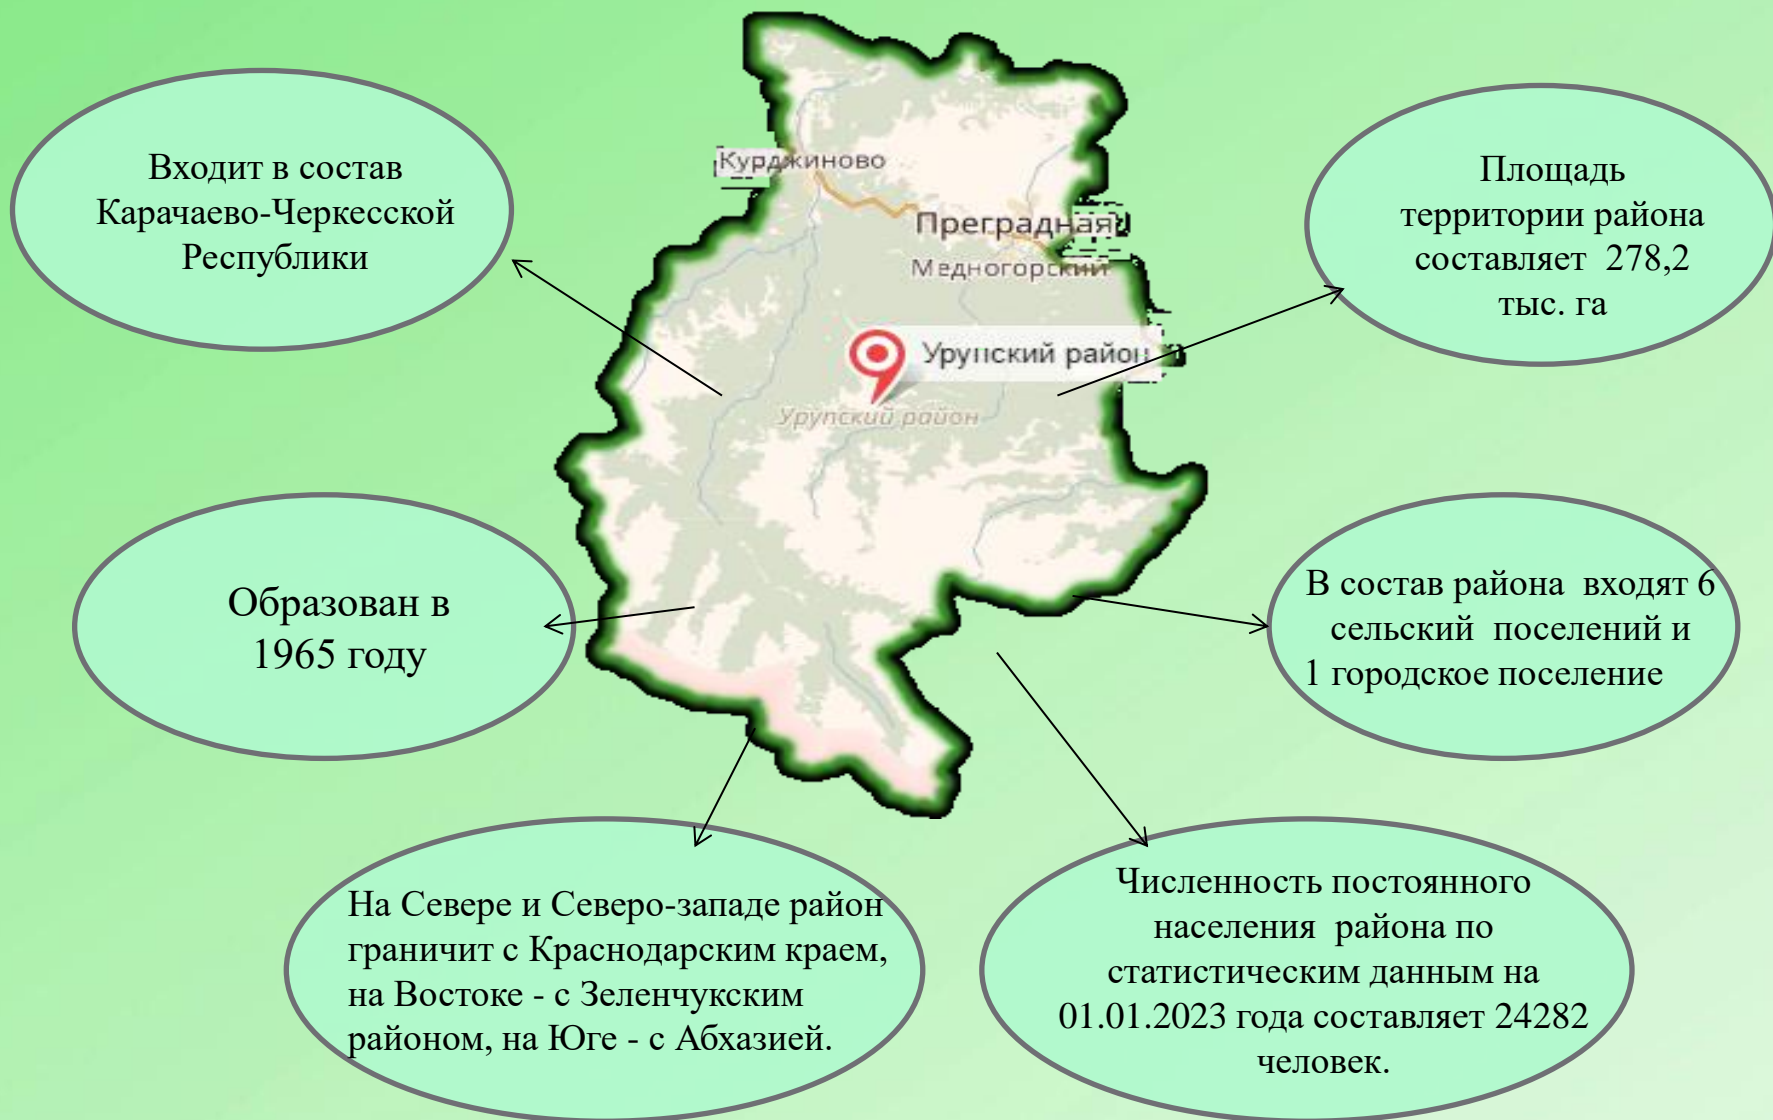 Входит в состав
Карачаево-Черкесской
Республики
Курджиново
Преградная
Медногорский
Урупский район
Урупский район
Площадь
территории района
составляет 278,2
тыс. га
Образован в
1965 году
В состав района входят 6
сельский поселений и
1 городское поселение
На Севере и Северо-западе район
граничит с Краснодарским краем,
на Востоке - с Зеленчукским
районом, на Юге - с Абхазией.
Численность постоянного
населения района по
статистическим данным на
01.01.2023 года составляет 24282
человек.